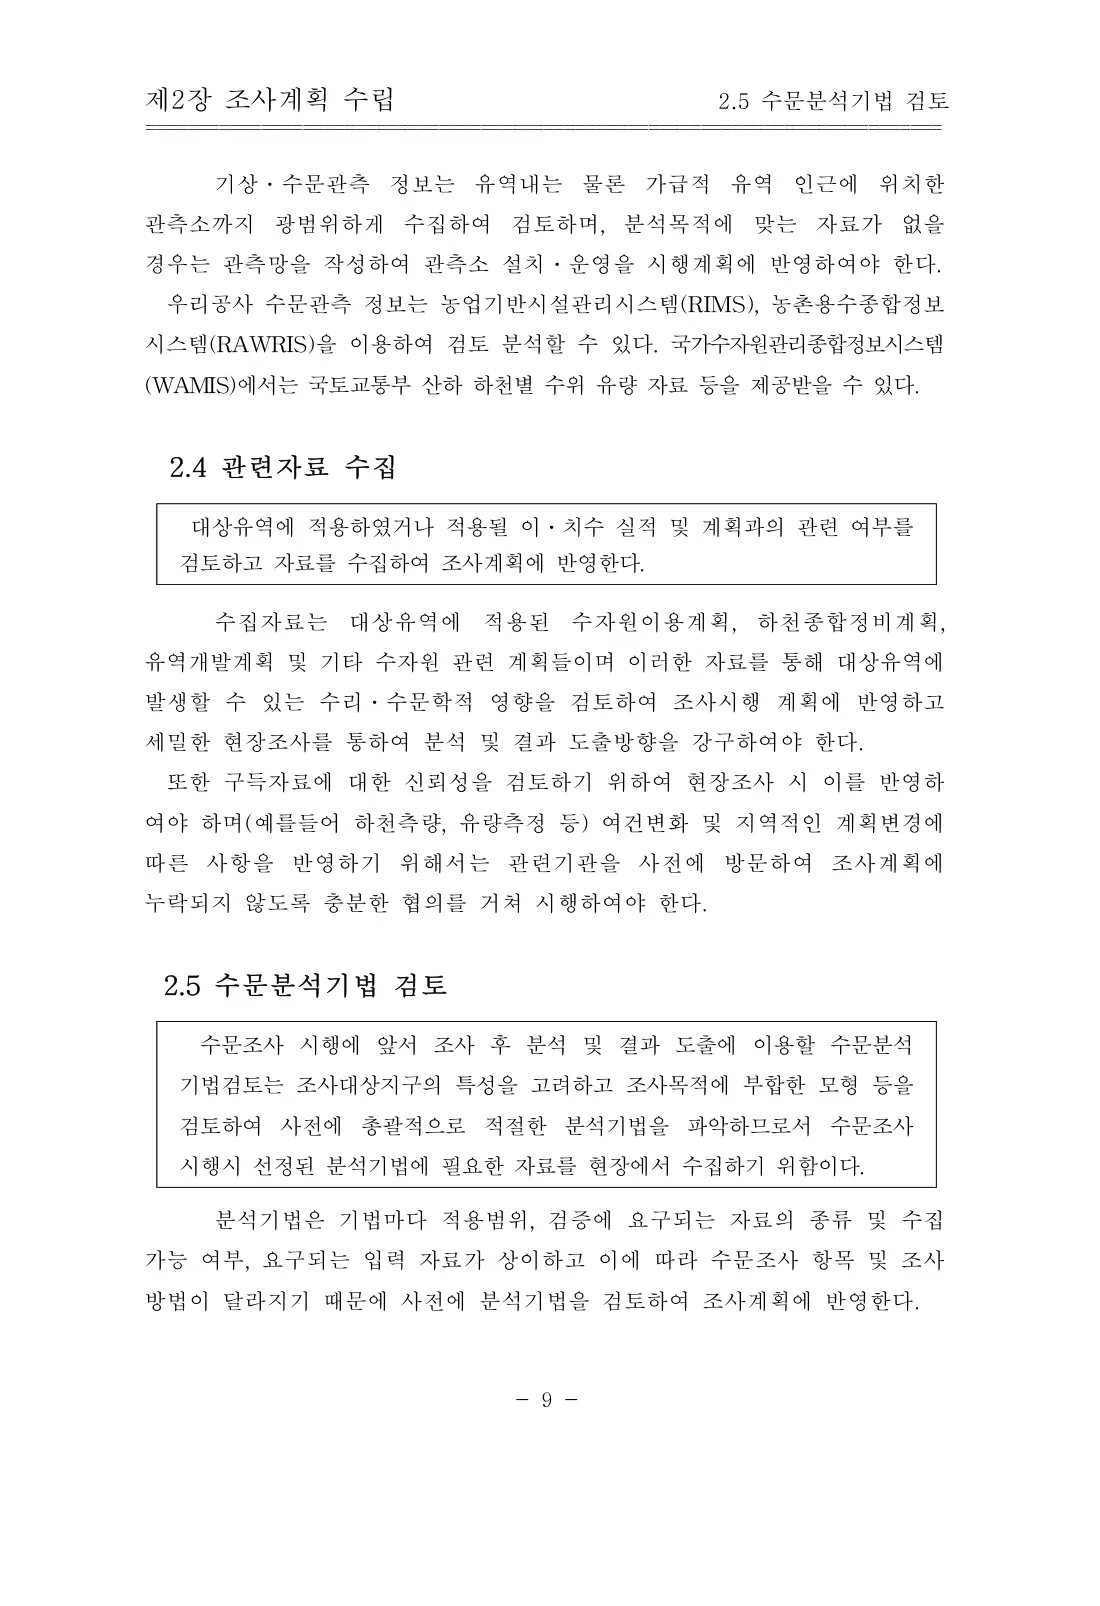 제2장 조사계획 수립
2.5 수문분석기법 검토
기상·수문관측 정보는 유역내는 물론 가급적 유역 인근에 위치한
관측소까지 광범위하게 수집하여 검토하며, 분석목적에 맞는 자료가 없을
경우는 관측망을 작성하여 관측소 설치·운영을 시행계획에 반영하여야 한다.
우리공사 수문관측 정보는 농업기반시설관리시스템(RIMS), 농촌용수종합정보
시스템(RAWRIS)을 이용하여 검토 분석할 수 있다. 국가수자원관리종합정보시스템
(WAMIS)에서는 국토교통부 산하 하천별 수위 유량 자료 등을 제공받을 수 있다.
2.4 관련자료 수집
대상유역에 적용하였거나 적용될 이·치수 실적 및 계획과의 관련 여부를
검토하고 자료를 수집하여 조사계획에 반영한다.
수집자료는 대상유역에 적용된 수자원이용계획, 하천종합정비계획,
유역개발계획 및 기타 수자원 관련 계획들이며 이러한 자료를 통해 대상유역에
발생할 수 있는 수리·수문학적 영향을 검토하여 조사시행 계획에 반영하고
세밀한 현장조사를 통하여 분석 및 결과 도출방향을 강구하여야 한다.
또한 구득자료에 대한 신뢰성을 검토하기 위하여 현장조사 시 이를 반영하
여야 하며(예를들어 하천측량, 유량측정 등) 여건변화 및 지역적인 계획변경에
따른 사항을 반영하기 위해서는 관련기관을 사전에 방문하여 조사계획에
누락되지 않도록 충분한 협의를 거쳐 시행하여야 한다.
2.5 수문분석기법 검토
수문조사 시행에 앞서 조사 후 분석 및 결과 도출에 이용할 수문분석
기법검토는 조사대상지구의 특성을 고려하고 조사목적에 부합한 모형 등을
검토하여 사전에 총괄적으로 적절한 분석기법을 파악하므로서 수문조사
시행시 선정된 분석기법에 필요한 자료를 현장에서 수집하기 위함이다.
분석기법은 기법마다 적용범위, 검증에 요구되는 자료의 종류 및 수집
가능 여부, 요구되는 입력 자료가 상이하고 이에 따라 수문조사 항목 및 조사
방법이 달라지기 때문에 사전에 분석기법을 검토하여 조사계획에 반영한다.
- 9 -